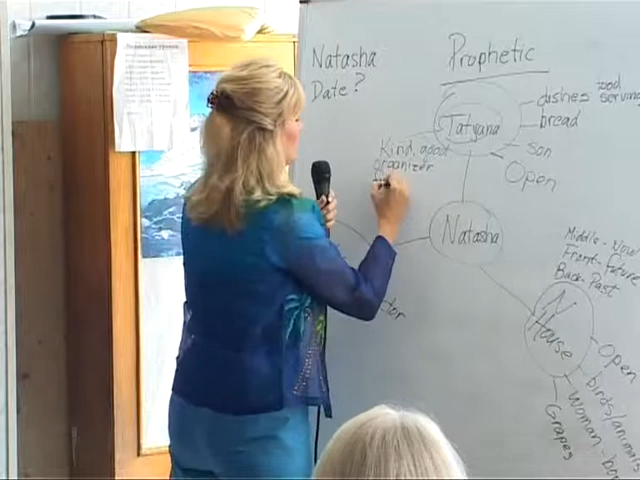 Natasha
Date?
Prophetic
Tatyana
dishes food
serving
bread
son
Open
Kind, good
organizer
Natasha
Middle - Now
Front - Future
Back - Past
N
House
Open
birds/animals
Woman -
Grapes